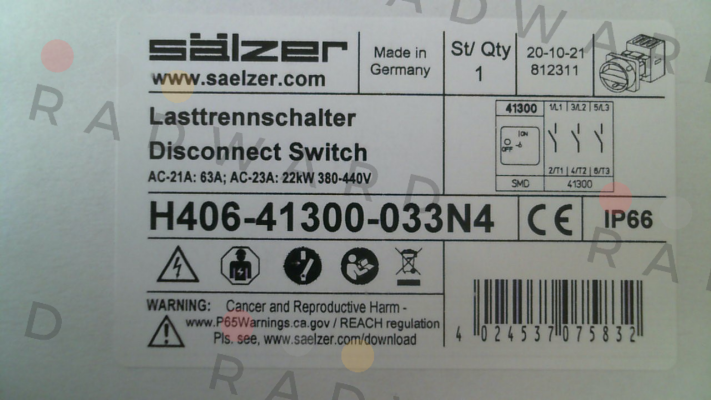 sälzer
www.saelzer.com
Made in
Germany
St/ Qty
1
20-10-21
812311
Lasttrennschalter
Disconnect Switch
AC-21A: 63A; AC-23A: 22kW 380-440V
41300 1/L1 3/L2 5/L3
ON
OFF
2/T1 4/T2 6/T3
SMD 41300
H406-41300-033N4
CE
IP66
WARNING: Cancer and Reproductive Harm -
www.P65Warnings.ca.gov / REACH regulation
Pls. see, www.saelzer.com/download
4 024537 075832
RADWARD
RADWARD
RADWARD